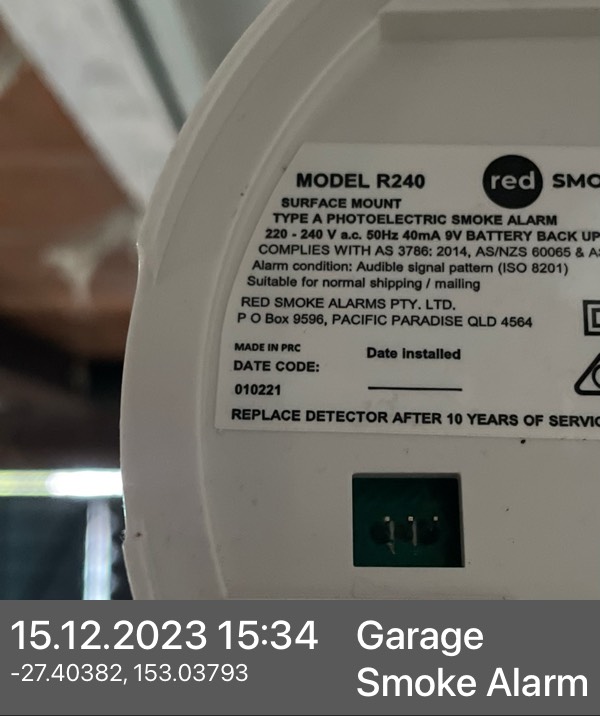 MODEL R240 red SMO
SURFACE MOUNT
TYPE A PHOTOELECTRIC SMOKE ALARM
220 - 240 V a.c. 50Hz 40mA 9V BATTERY BACK UP
COMPLIES WITH AS 3786: 2014, AS/NZS 60065 & A
Alarm condition: Audible signal pattern (ISO 8201)
Suitable for normal shipping / mailing
RED SMOKE ALARMS PTY. LTD.
P O Box 9596, PACIFIC PARADISE QLD 4564
MADE IN PRC
Date installed
DATE CODE:
010221
REPLACE DETECTOR AFTER 10 YEARS OF SERVIC
15.12.2023 15:34
-27.40382, 153.03793
Garage
Smoke Alarm